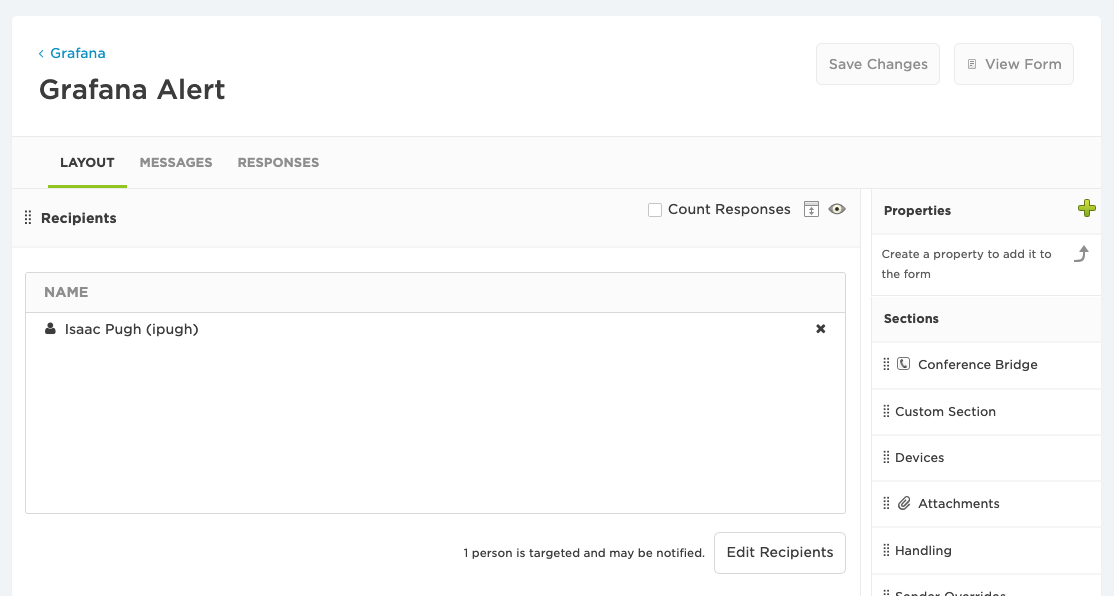 ‹ Grafana
Grafana Alert
Save Changes
View Form
LAYOUT
MESSAGES
RESPONSES
Recipients
Count Responses
NAME
Isaac Pugh (ipugh)
1 person is targeted and may be notified.
Edit Recipients
Properties
Create a property to add it to
the form
Sections
Conference Bridge
Custom Section
Devices
Attachments
Handling
Sender Overrides